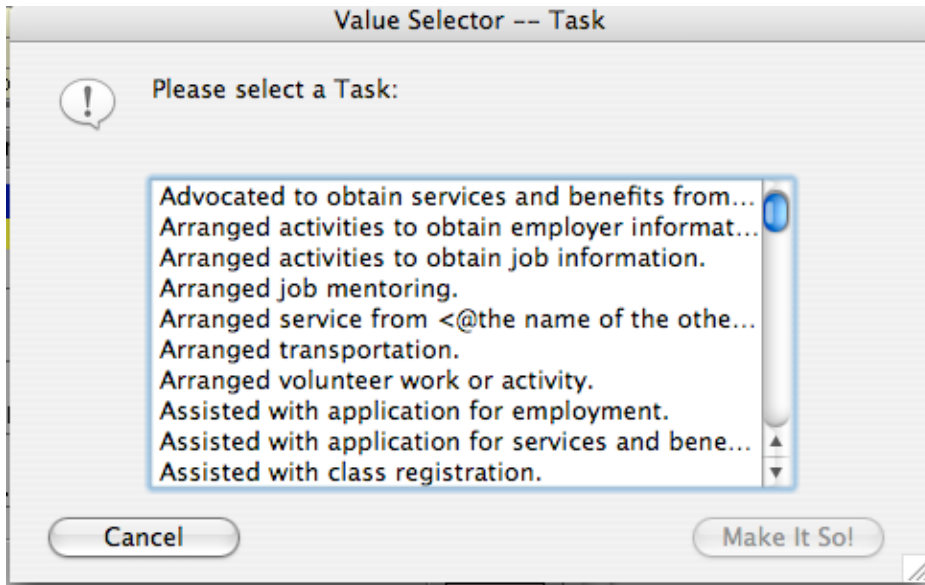 Value Selector -- Task
Please select a Task:
Advocated to obtain services and benefits from...
Arranged activities to obtain employer informat...
Arranged activities to obtain job information.
Arranged job mentoring.
Arranged service from <@the name of the othe...
Arranged transportation.
Arranged volunteer work or activity.
Assisted with application for employment.
Assisted with application for services and bene...
Assisted with class registration.
Cancel
Make It So!